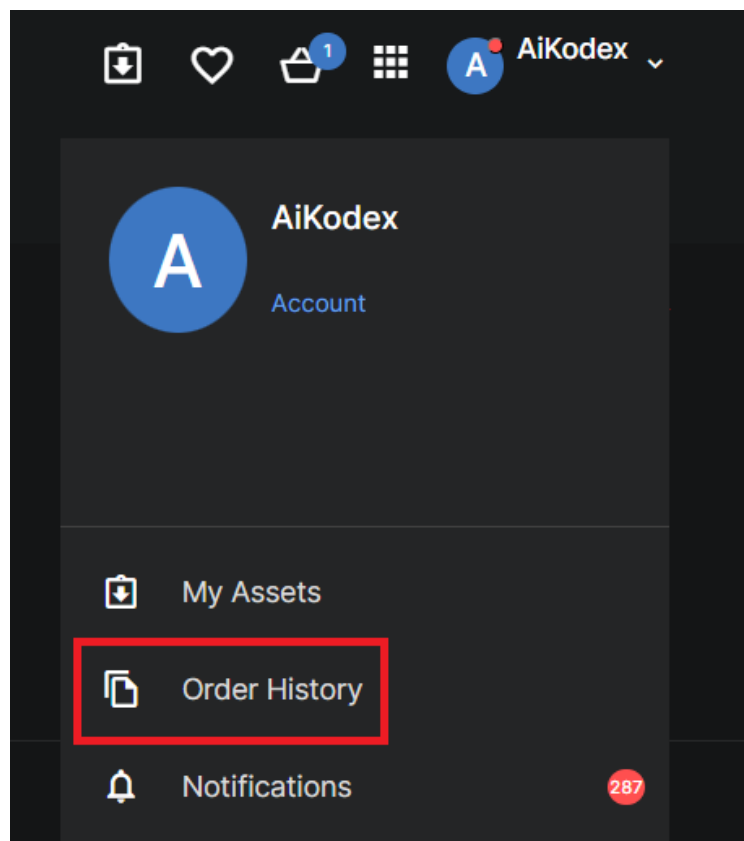 1
A
AiKodex
A
AiKodex
Account
My Assets
Order History
Notifications
287